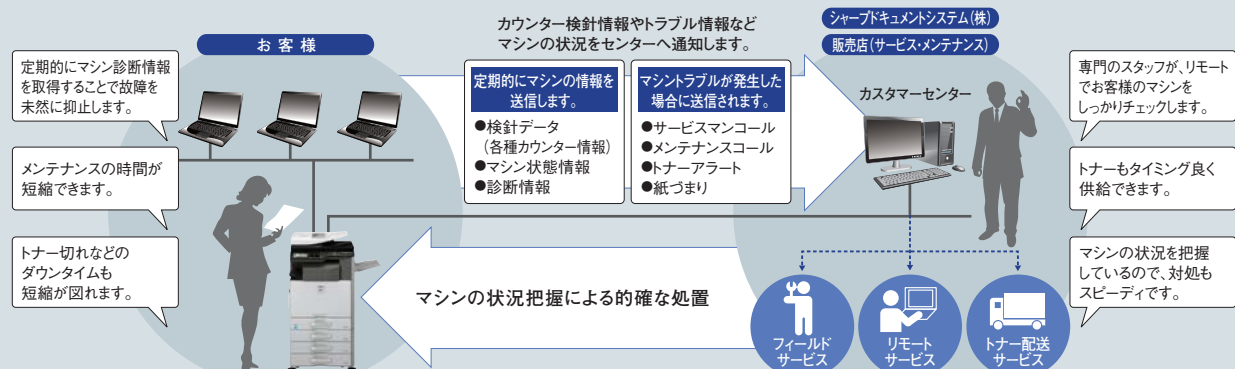 お客様
定期的にマシン診断情報
を取得することで故障を
未然に抑止します。
メンテナンスの時間が
短縮できます。
トナー切れなどの
ダウンタイムも
短縮が図れます。
カウンター検針情報やトラブル情報など
マシンの状況をセンターへ通知します。
定期的にマシンの情報を
送信します。
●検針データ
（各種カウンター情報）
●マシン状態情報
●診断情報
マシントラブルが発生した
場合に送信されます。
●サービスマンコール
●メンテナンスコール
●トナーアラート
●紙づまり
シャープドキュメントシステム（株）
販売店（サービス・メンテナンス）
カスタマーセンター
専門のスタッフが、リモート
でお客様のマシンを
しっかりチェックします。
トナーもタイミング良く
供給できます。
マシンの状況を把握
しているので、対処も
スピーディです。
マシンの状況把握による的確な処置
フィールド
サービス
リモート
サービス
トナー配送
サービス